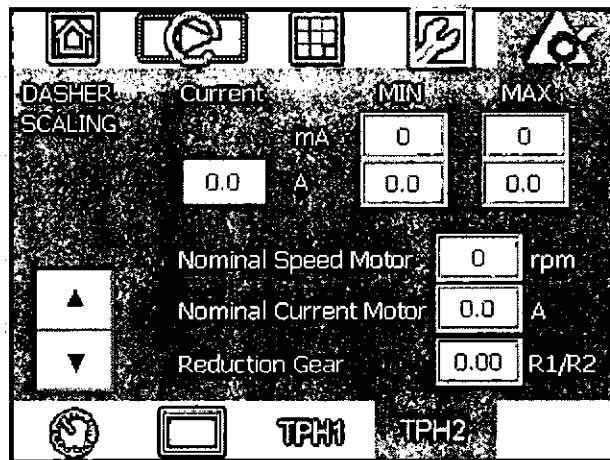 DASHER Current MIN MAX
SCALING
mA 0 0
0.0 A 0.0 0.0
Nominal Speed Motor 0 rpm
Nominal Current Motor 0.0 A
Reduction Gear 0.00 R1/R2
TPH1 TPH2